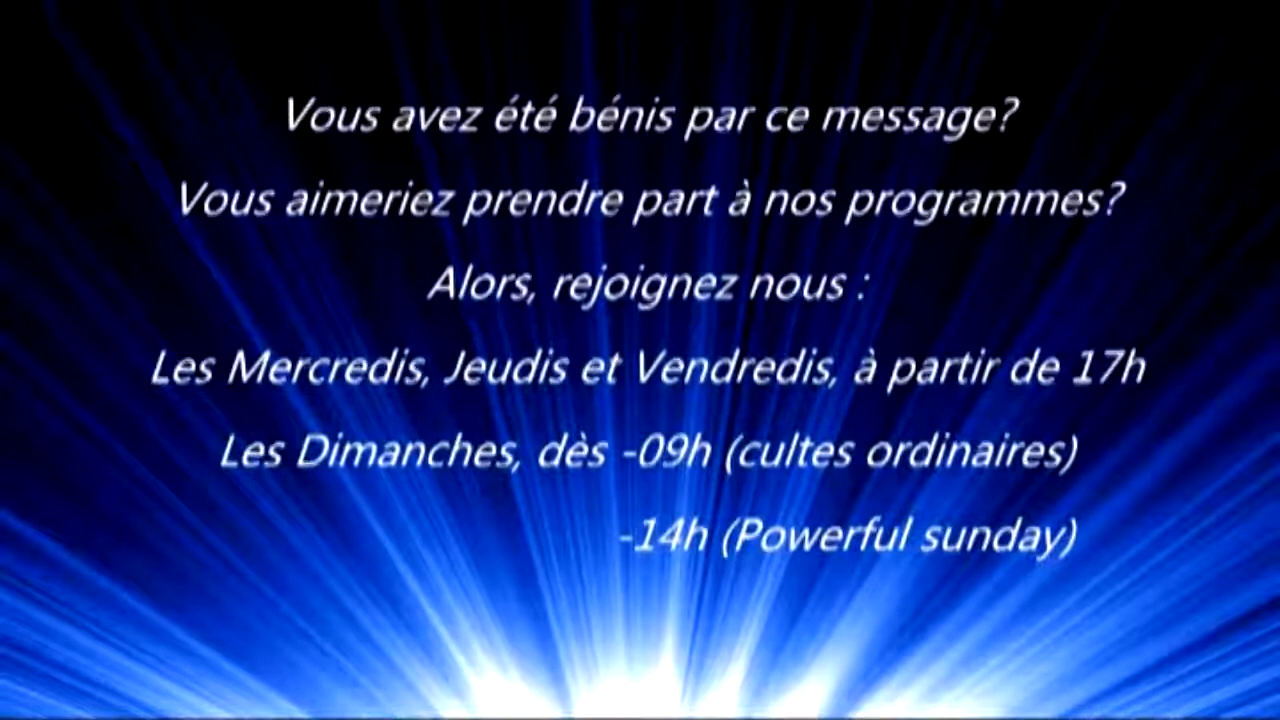 Vous avez été bénis par ce message?
Vous aimeriez prendre part à nos programmes?
Alors, rejoignez nous :
Les Mercredis, Jeudis et Vendredis, à partir de 17h
Les Dimanches, dès -09h (cultes ordinaires)
-14h (Powerful sunday)